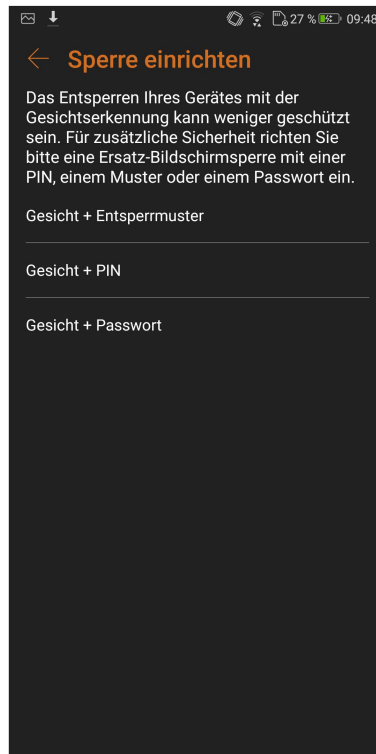 27 % 09:48
Sperre einrichten
Das Entsperren Ihres Gerätes mit der
Gesichtserkennung kann weniger geschützt
sein. Für zusätzliche Sicherheit richten Sie
bitte eine Ersatz-Bildschirmsperre mit einer
PIN, einem Muster oder einem Passwort ein.
Gesicht + Entsperrmuster
Gesicht + PIN
Gesicht + Passwort